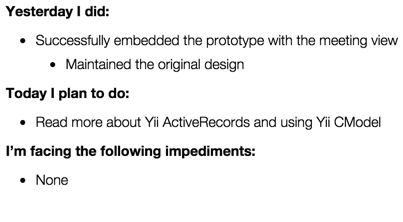 Yesterday I did:
• Successfully embedded the prototype with the meeting view
• Maintained the original design
Today I plan to do:
• Read more about Yii ActiveRecords and using Yii CModel
I'm facing the following impediments:
• None